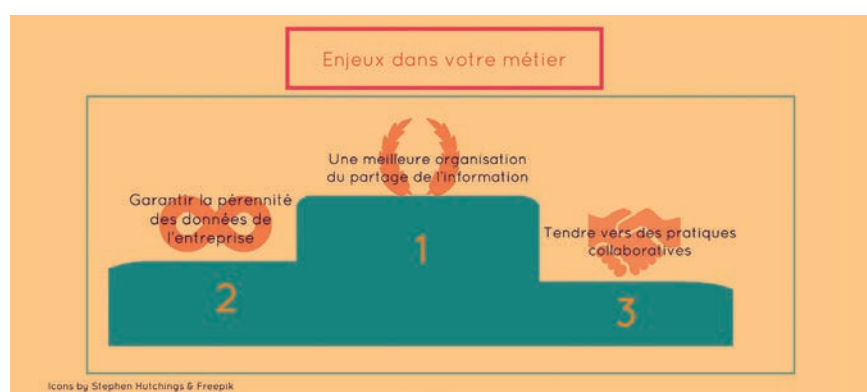 Enjeux dans votre métier
Une meilleure organisation
du partage de l'information
Garantir la pérennité
des données de
l'entreprise
Tendre vers des pratiques
collaboratives
1
2
3
Icons by Stephen Hutchings & Freepik